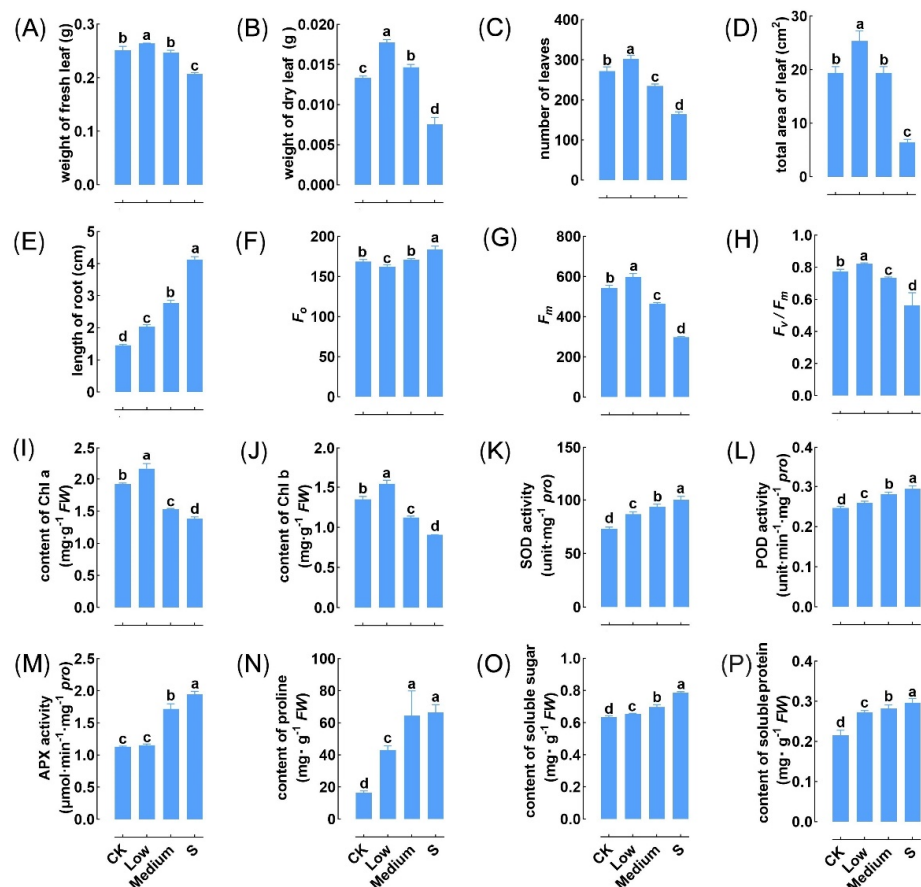 (A)
weight of fresh leaf (g)
0.3
0.2
0.1
0.0
b
a
b
c
(B)
weight of dry leaf (g)
0.020
0.015
0.010
0.005
0.000
c
a
b
d
(C)
number of leaves
400
300
200
100
0
b
a
c
d
(D)
total area of leaf (cm²)
30
20
10
0
b
a
b
c
(E)
length of root (cm)
5
4
3
2
1
0
d
c
b
a
(F)
Fo
200
150
100
50
0
b
c
b
a
(G)
Fm
800
600
400
200
0
b
a
c
d
(H)
Fv / Fm
1.0
0.8
0.6
0.4
0.2
0.0
b
a
c
d
(I)
content of Chl a
(mg·g⁻¹ FW)
2.5
2.0
1.5
1.0
0.5
0.0
b
a
c
d
(J)
content of Chl b
(mg·g⁻¹ FW)
2.0
1.5
1.0
0.5
0.0
b
a
c
d
(K)
SOD activity
(unit·mg⁻¹ pro)
150
100
50
0
d
c
b
a
(L)
POD activity
(unit·min⁻¹·mg⁻¹ pro)
0.4
0.3
0.2
0.1
0.0
d
c
b
a
(M)
APX activity
(μmol·min⁻¹·mg⁻¹ pro)
2.5
2.0
1.5
1.0
0.5
0.0
c
c
b
a
CK
Low
Medium
S
(N)
content of proline
(mg· g⁻¹ FW)
80
60
40
20
0
d
c
a
a
CK
Low
Medium
S
(O)
content of soluble sugar
(mg· g⁻¹ FW)
1.0
0.8
0.6
0.4
0.2
0.0
d
c
b
a
CK
Low
Medium
S
(P)
content of solubleprotein
(mg· g⁻¹ FW)
0.4
0.3
0.2
0.1
0.0
d
c
b
a
CK
Low
Medium
S